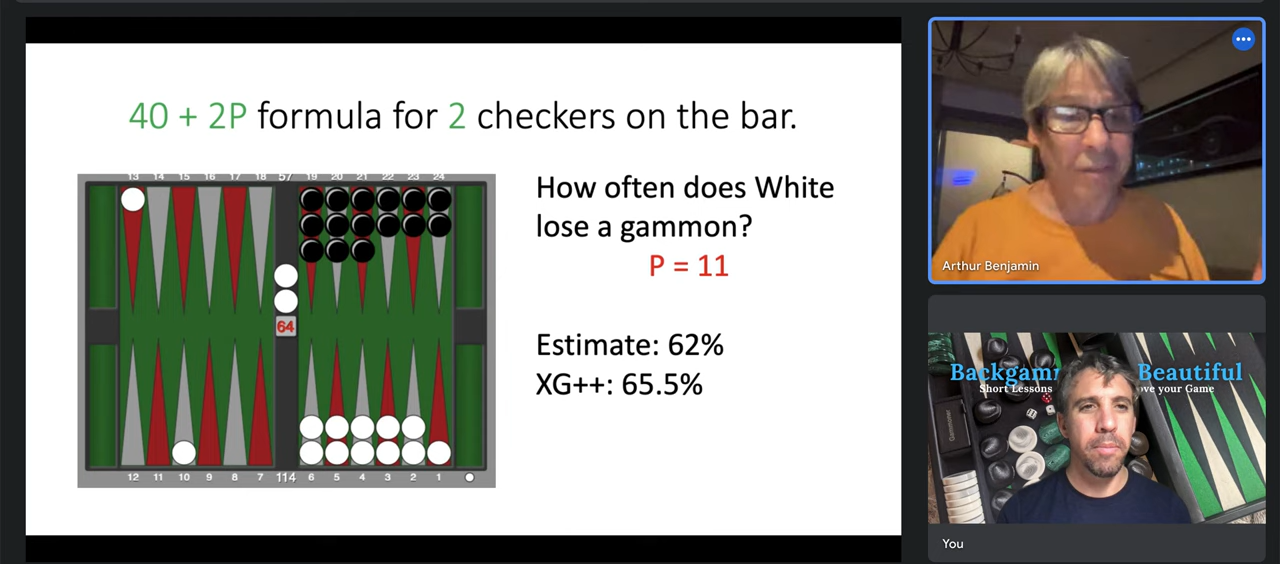 40 + 2P formula for 2 checkers on the bar.
13 14 15 16 17 18 57 19 20 21 22 23 24
64
12 11 10 9 8 7 114 6 5 4 3 2 1
How often does White
lose a gammon?
P = 11
Estimate: 62%
XG++: 65.5%
Arthur Benjamin
Backgamm Beautiful
Short Lessons ove your Game
You